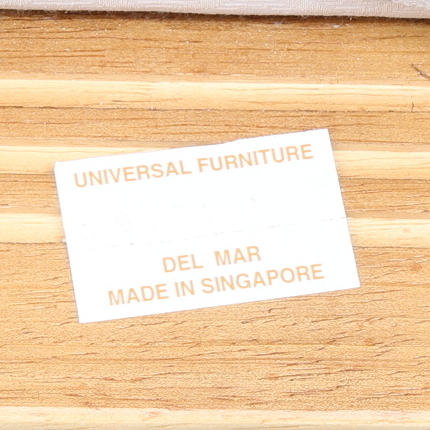 UNIVERSAL FURNITURE
DEL MAR
MADE IN SINGAPORE